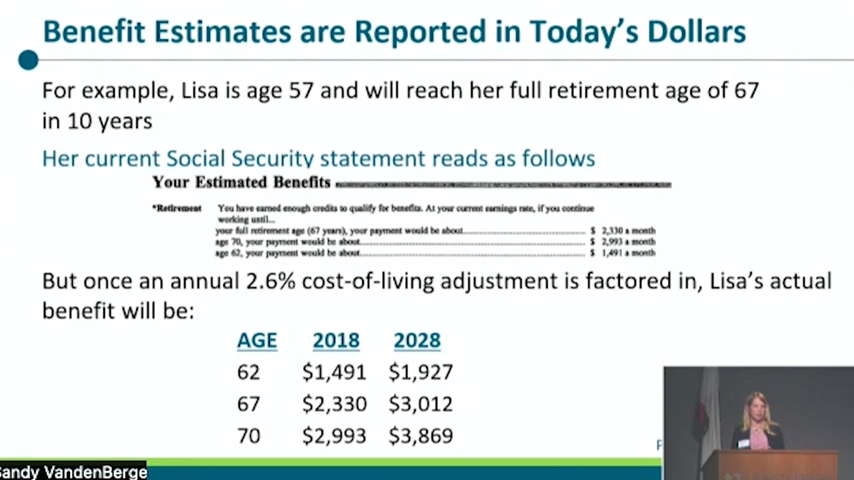 Benefit Estimates are Reported in Today's Dollars
For example, Lisa is age 57 and will reach her full retirement age of 67
in 10 years
Her current Social Security statement reads as follows
Your Estimated Benefits
*Retirement You have earned enough credits to qualify for benefits. At your current earnings rate, if you continue
working until...
your full retirement age (67 years), your payment would be about.......... $ 2,330 a month
age 70, your payment would be about.......... $ 2,993 a month
age 62, your payment would be about.......... $ 1,491 a month
But once an annual 2.6% cost-of-living adjustment is factored in, Lisa's actual
benefit will be:
AGE 2018 2028
62 $1,491 $1,927
67 $2,330 $3,012
70 $2,993 $3,869
Sandy VandenBerge